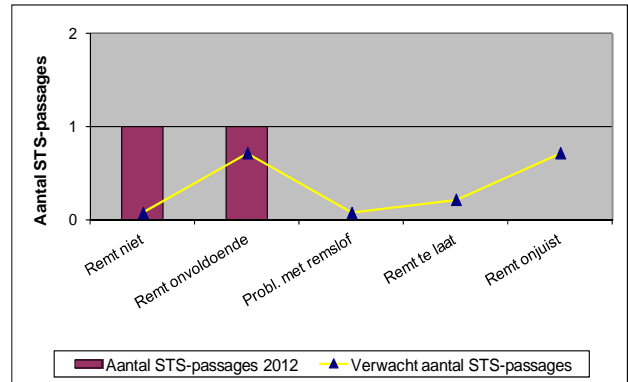 2
1
0
Aantal STS-passages
Remt niet
Remt onvoldoende
Probl. met remslof
Remt te laat
Remt onjuist
Aantal STS-passages 2012
Verwacht aantal STS-passages